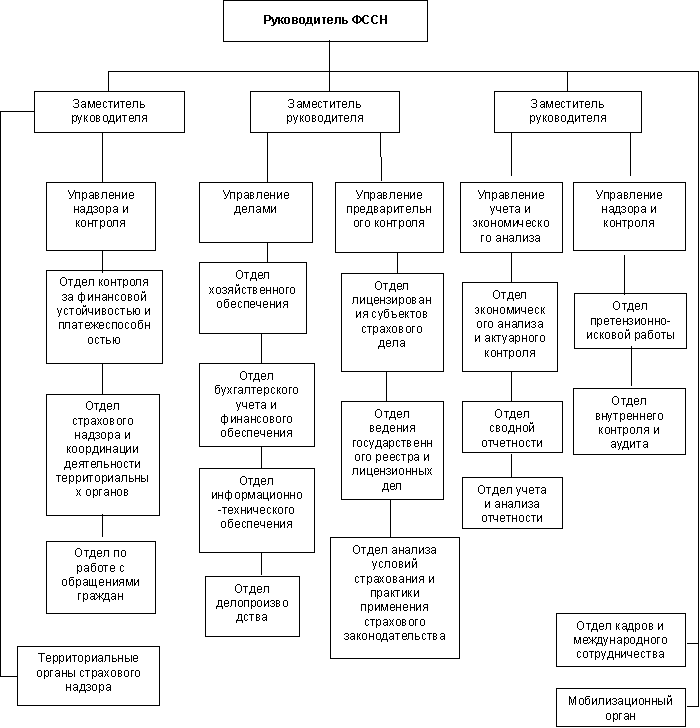 Руководитель ФССН
Заместитель
руководителя
Заместитель
руководителя
Заместитель
руководителя
Управление
надзора и
контроля
Управление
делами
Управление
предварительн
ого контроля
Управление
учета и
экономическо
го анализа
Управление
надзора и
контроля
Отдел контроля
за финансовой
устойчивостью и
платежеспособн
остью
Отдел
страхового
надзора и
координации
деятельности
территориальны
х органов
Отдел по
работе с
обращениями
граждан
Территориальные
органы страхового
надзора
Отдел
хозяйственного
обеспечения
Отдел
бухгалтерского
учета и
финансового
обеспечения
Отдел
информационно
-технического
обеспечения
Отдел
делопроизво
дства
Отдел
лицензирован
ия субъектов
страхового
дела
Отдел
ведения
государственн
ого реестра и
лицензионных
дел
Отдел анализа
условий
страхования и
практики
применения
страхового
законодательства
Отдел
экономическо
го анализа
и актуарного
контроля
Отдел
сводной
отчетности
Отдел учета
и анализа
отчетности
Отдел
претензионно-
исковой работы
Отдел
внутреннего
контроля и
аудита
Отдел кадров и
международного
сотрудничества
Мобилизационный
орган